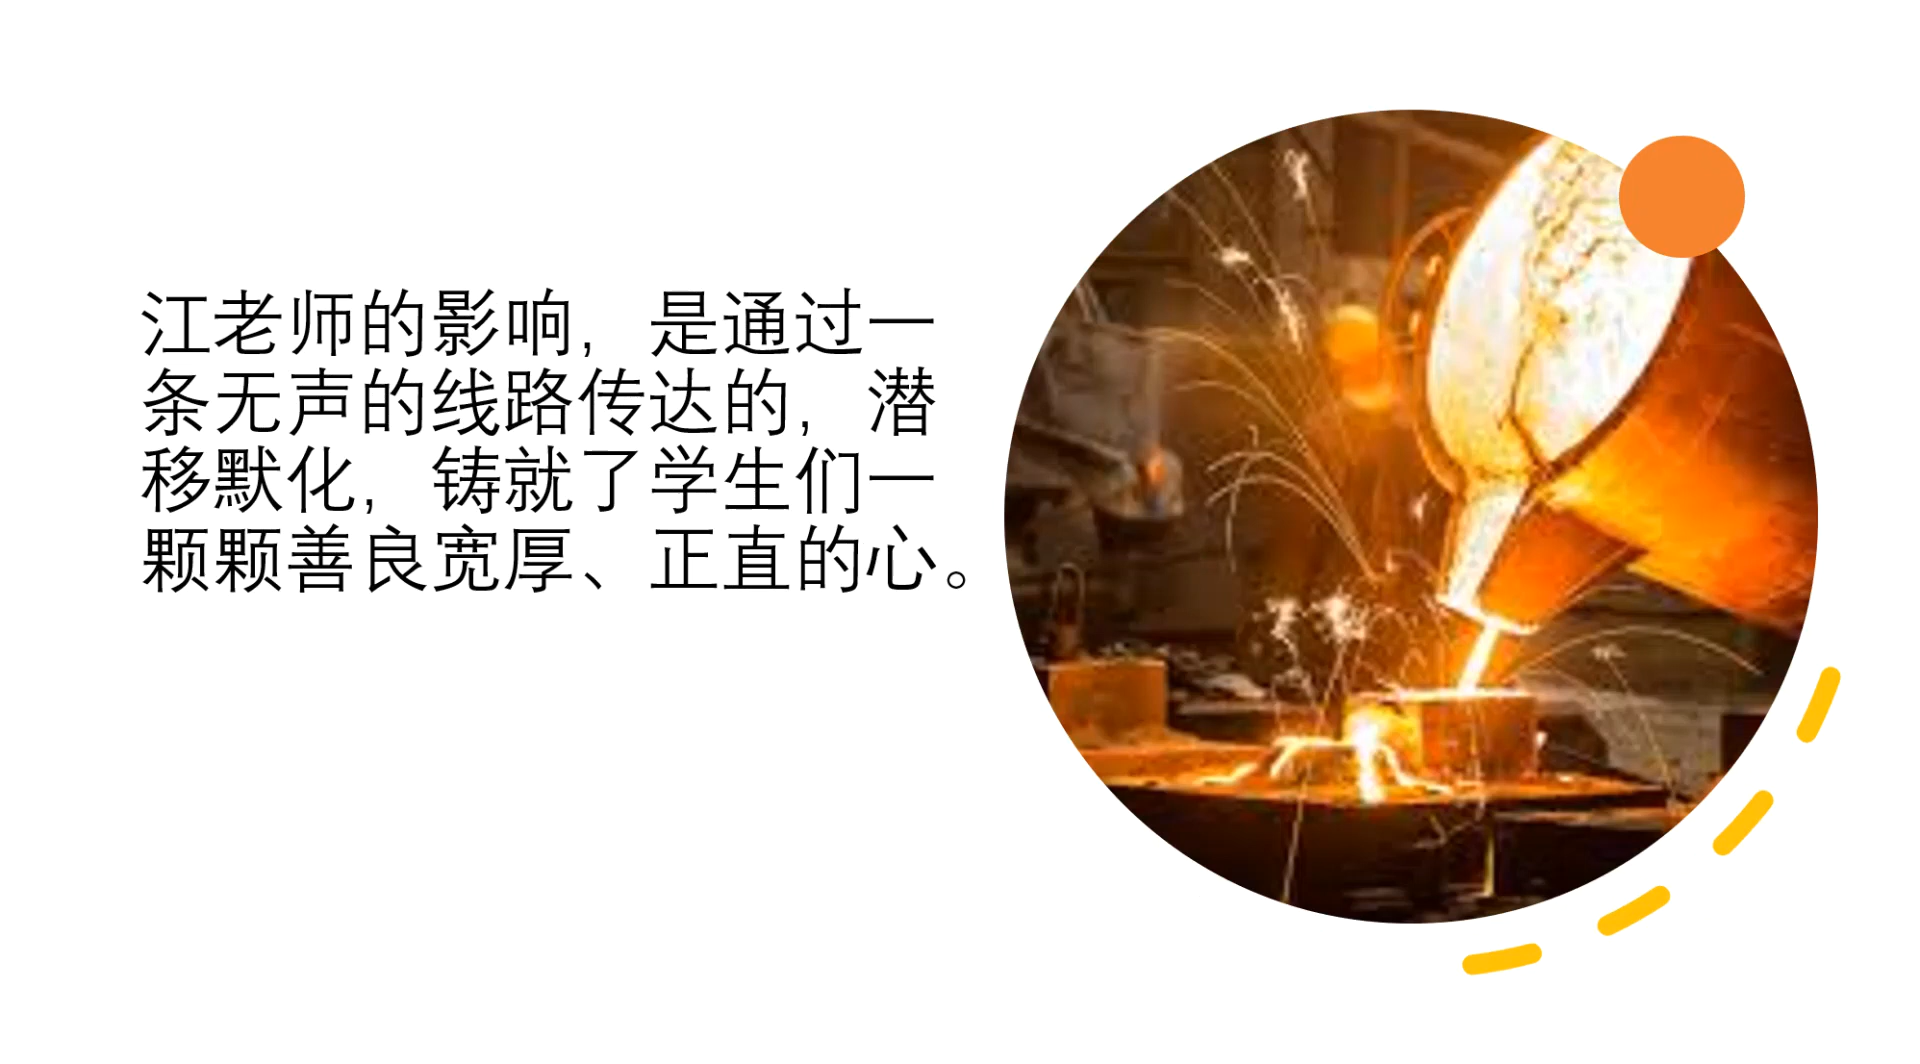 江老师的影响，是通过一
条无声的线路传达的，潜
移默化，铸就了学生们一
颗颗善良宽厚、正直的心。